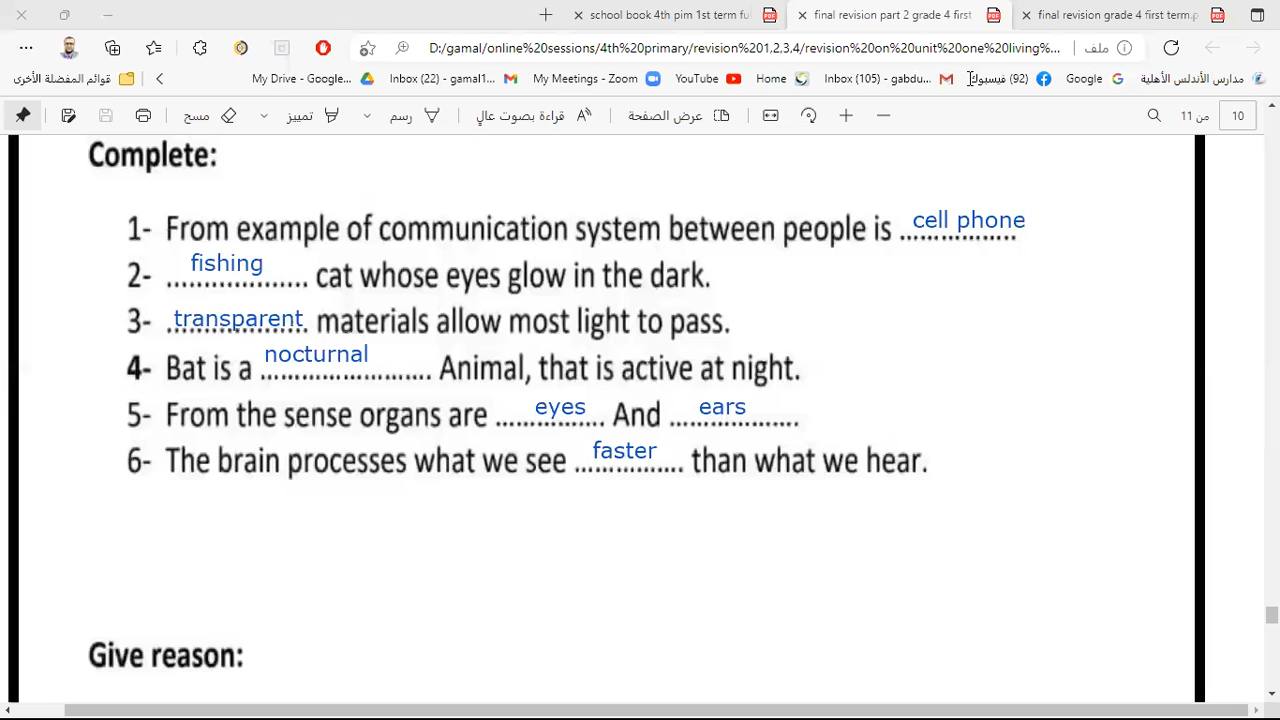 school book 4th pim 1st term fu
final revision part 2 grade 4 first
final revision grade 4 first term.p
D:/gamal/online%20sessions/4th%20primary/revision%201,2,3,4/revision%20on%20unit%20one%20living%...
ملف
قوائم المفضلة الأخرى
My Drive - Google...
Inbox (22) - gamal1...
My Meetings - Zoom
YouTube
Home
Inbox (105) - gabdu...
(92) فيسبوك
Google
مدارس الأندلس الأهلية
مسح
تمييز
رسم
قراءة بصوت عالٍ
عرض الصفحة
من 11
10
Complete:
1- From example of communication system between people is cell phone
2- fishing cat whose eyes glow in the dark.
3- transparent materials allow most light to pass.
4- Bat is a nocturnal Animal, that is active at night.
5- From the sense organs are eyes And ears
6- The brain processes what we see faster than what we hear.
Give reason: